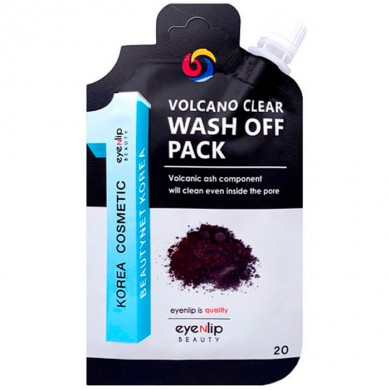 VOLCANO CLEAR
WASH OFF
PACK
Volcanic ash component
will clean even inside the pore
eyeNlip
BEAUTY
KOREA COSMETIC
BEAUTYNET KOREA
eyenlip is quality
eyeNlip
BEAUTY
20